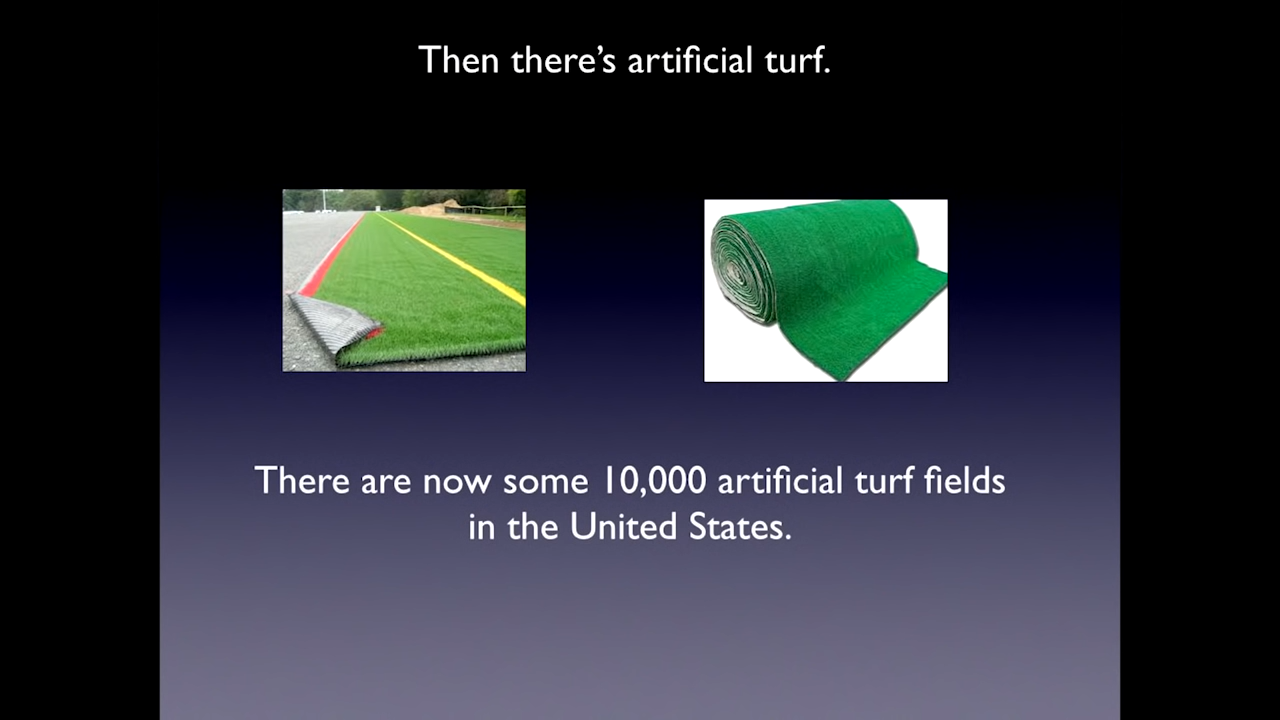 Then there’s artificial turf.
There are now some 10,000 artificial turf fields
in the United States.